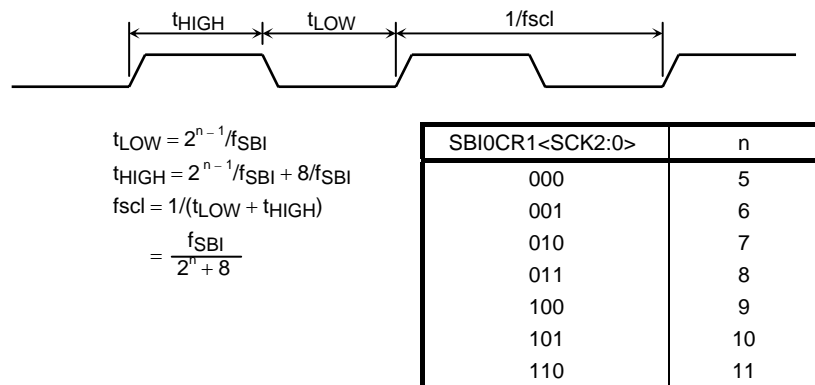 tHIGH tLOW 1/fscl
tLOW = 2^(n − 1)/fSBI
tHIGH = 2^(n − 1)/fSBI + 8/fSBI
fscl = 1/(tLOW + tHIGH)
= fSBI / (2^n + 8)
SBI0CR1<SCK2:0> n
000 5
001 6
010 7
011 8
100 9
101 10
110 11